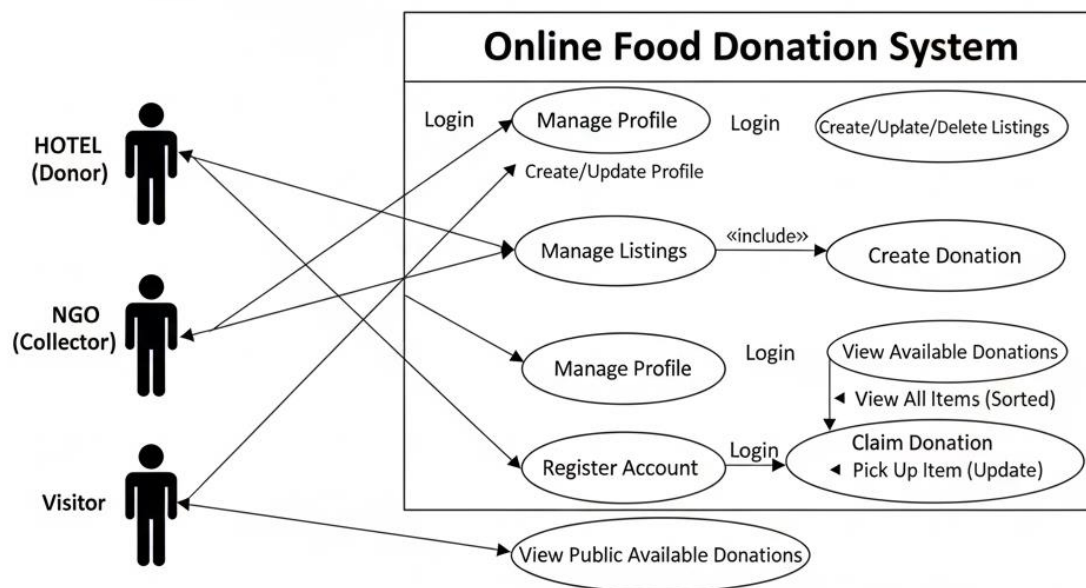 Online Food Donation System
HOTEL
(Donor)
Login
Manage Profile
Login
Create/Uplate/Delete Listings
Create/Update Profile
Manage Listings
«include»
Create Donation
NGO
(Collector)
Manage Profile
Login
View Available Donations
View All Items (Sorted)
Visitor
Register Account
Login
Claim Donation
Pick Up Item (Update)
View Public Available Donations